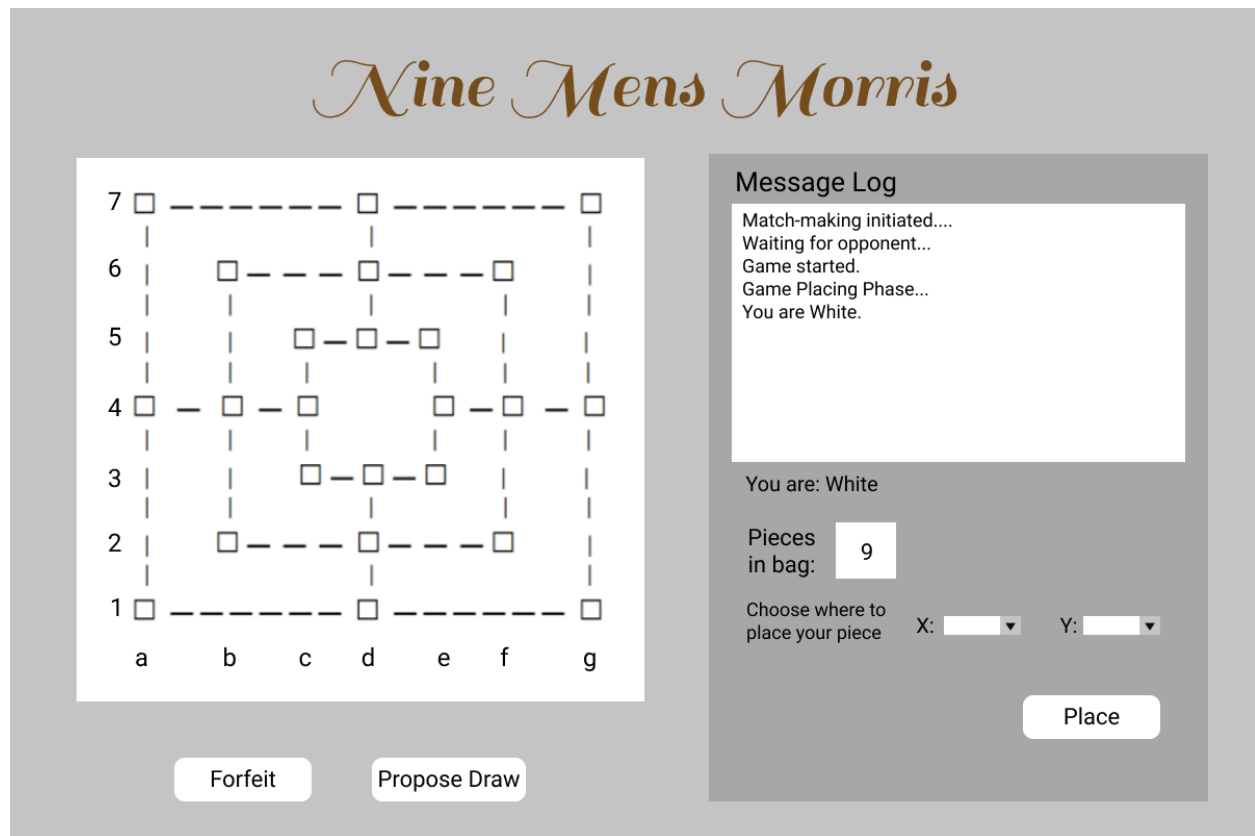 Nine Mens Morris
7
6
5
4
3
2
1
a b c d e f g
Forfeit
Propose Draw
Message Log
Match-making initiated....
Waiting for opponent...
Game started.
Game Placing Phase...
You are White.
You are: White
Pieces
in bag:
9
Choose where to
place your piece
X:
Y:
Place